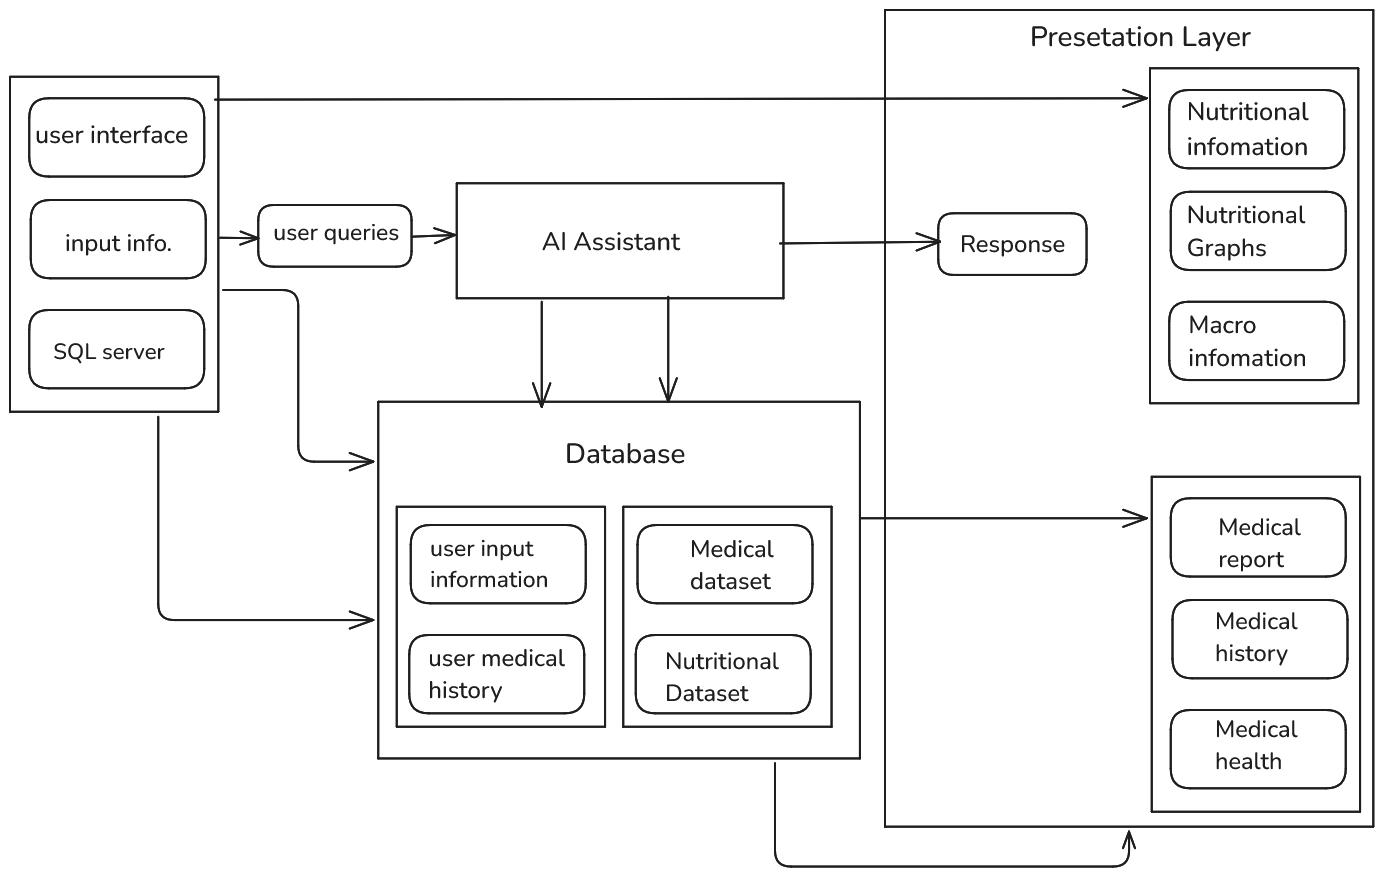 Presetation Layer
user interface
input info.
SQL server
user queries
AI Assistant
Response
Nutritional
infomation
Nutritional
Graphs
Macro
infomation
Database
user input
information
user medical
history
Medical
dataset
Nutritional
Dataset
Medical
report
Medical
history
Medical
health